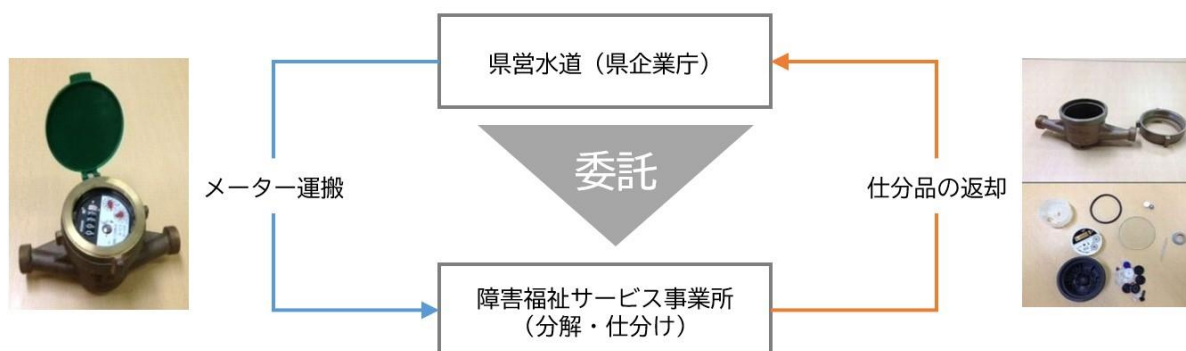 県営水道（県企業庁）
委託
メーター運搬
仕分品の返却
障害福祉サービス事業所
（分解・仕分け）